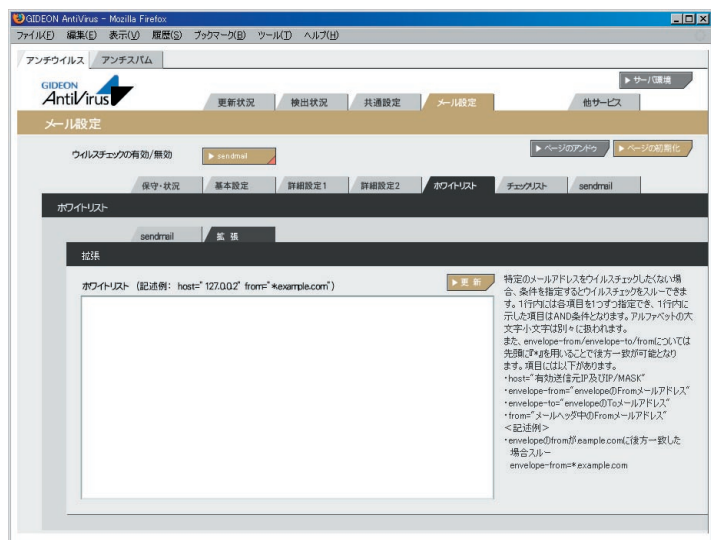 GIDEON AntiVirus - Mozilla Firefox
ファイル(F) 編集(E) 表示(V) 履歴(S) ブックマーク(B) ツール(T) ヘルプ(H)
アンチウイルス アンチスパム
GIDEON
AntiVirus
▶ サーバ環境
更新状況 検出状況 共通設定 メール設定 他サービス
メール設定
ウイルスチェックの有効/無効 ▶ sendmail ▶ ページのアンドゥ ▶ ページの初期化
保守・状況 基本設定 詳細設定1 詳細設定2 ホワイトリスト チェックリスト sendmail
ホワイトリスト
sendmail 拡 張
拡張
ホワイトリスト (記述例: host="127.0.0.2" from="*example.com") ▶ 更 新
特定のメールアドレスをウイルスチェックしたくない場
合、条件を指定するとウイルスチェックをスルーできま
す。1行内には各項目を1つずつ指定でき、1行内に
示した項目はAND条件となります。アルファベットの大
文字小文字は別々に扱われます。
また、envelope-from/envelope-to/fromについては
先頭に『*』を用いることで後方一致が可能となり
ます。項目には以下があります。
・host="有効送信元IP及びIP/MASK"
・envelope-from="envelopeのFromメールアドレス"
・envelope-to="envelopeのToメールアドレス"
・from="メールヘッダ中のFromメールアドレス"
<記述例>
・envelopeのfromが.eample.comに後方一致した
場合スルー
envelope-from=*.example.com